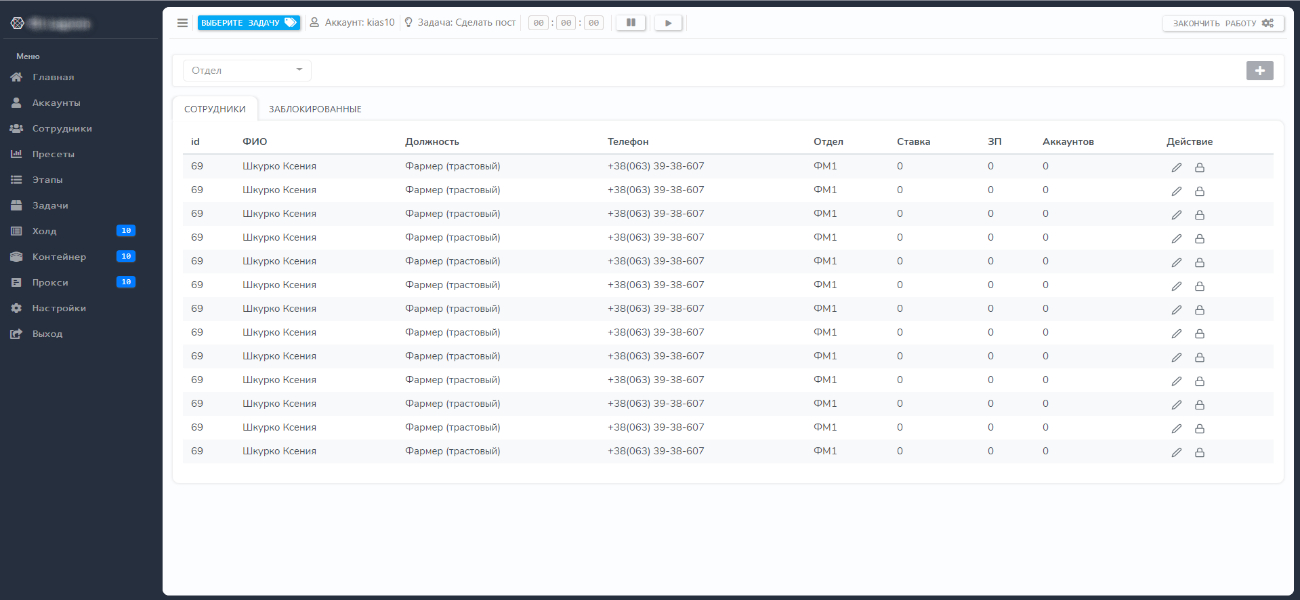 ВЫБЕРИТЕ ЗАДАЧУ Аккаунт: kias10 Задача: Сделать пост 00 : 00 : 00 ЗАКОНЧИТЬ РАБОТУ
Меню
Главная
Аккаунты
Сотрудники
Пресеты
Этапы
Задачи
Холд 10
Контейнер 10
Прокси 10
Настройки
Выход
Отдел
СОТРУДНИКИ ЗАБЛОКИРОВАННЫЕ
id ФИО Должность Телефон Отдел Ставка ЗП Аккаунтов Действие
69 Шкурко Ксения Фармер (трастовый) +38(063) 39-38-607 ФМ1 0 0 0
69 Шкурко Ксения Фармер (трастовый) +38(063) 39-38-607 ФМ1 0 0 0
69 Шкурко Ксения Фармер (трастовый) +38(063) 39-38-607 ФМ1 0 0 0
69 Шкурко Ксения Фармер (трастовый) +38(063) 39-38-607 ФМ1 0 0 0
69 Шкурко Ксения Фармер (трастовый) +38(063) 39-38-607 ФМ1 0 0 0
69 Шкурко Ксения Фармер (трастовый) +38(063) 39-38-607 ФМ1 0 0 0
69 Шкурко Ксения Фармер (трастовый) +38(063) 39-38-607 ФМ1 0 0 0
69 Шкурко Ксения Фармер (трастовый) +38(063) 39-38-607 ФМ1 0 0 0
69 Шкурко Ксения Фармер (трастовый) +38(063) 39-38-607 ФМ1 0 0 0
69 Шкурко Ксения Фармер (трастовый) +38(063) 39-38-607 ФМ1 0 0 0
69 Шкурко Ксения Фармер (трастовый) +38(063) 39-38-607 ФМ1 0 0 0
69 Шкурко Ксения Фармер (трастовый) +38(063) 39-38-607 ФМ1 0 0 0
69 Шкурко Ксения Фармер (трастовый) +38(063) 39-38-607 ФМ1 0 0 0